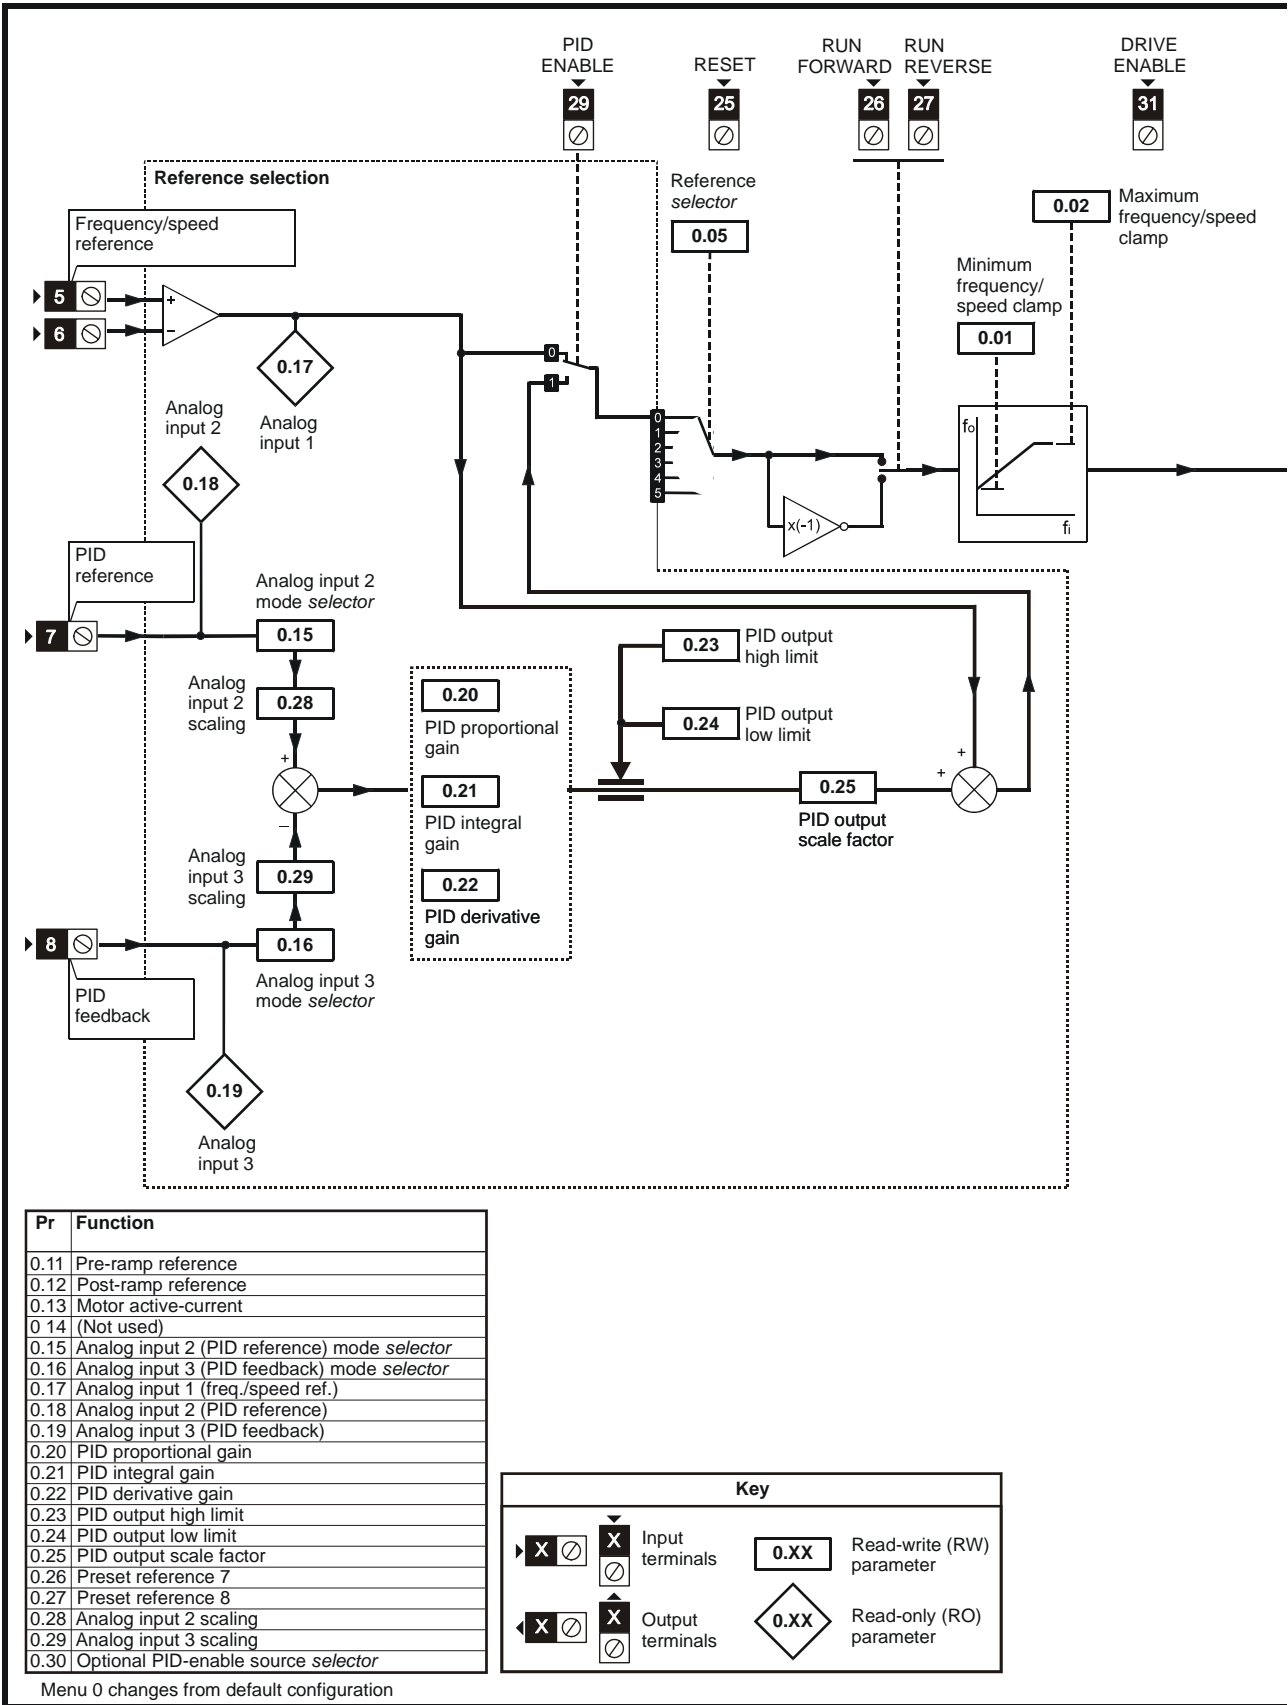 PID
ENABLE
29
RESET
25
RUN
FORWARD
26
RUN
REVERSE
27
DRIVE
ENABLE
31
Reference selection
Frequency/speed
reference
5
6
+
−
0.17
Analog
input 1
Analog
input 2
0.18
0
1
Reference
selector
0.05
0
1
2
3
4
5
x(-1)
Minimum
frequency/
speed clamp
0.01
0.02
Maximum
frequency/speed
clamp
fo
fi
PID
reference
7
Analog input 2
mode selector
0.15
Analog
input 2
scaling
0.28
+
−
Analog
input 3
scaling
0.29
8
0.16
Analog input 3
mode selector
PID
feedback
0.19
Analog
input 3
0.20
PID proportional
gain
0.21
PID integral
gain
0.22
PID derivative
gain
0.23
PID output
high limit
0.24
PID output
low limit
0.25
PID output
scale factor
+
+
Pr Function
0.11 Pre-ramp reference
0.12 Post-ramp reference
0.13 Motor active-current
0 14 (Not used)
0.15 Analog input 2 (PID reference) mode selector
0.16 Analog input 3 (PID feedback) mode selector
0.17 Analog input 1 (freq./speed ref.)
0.18 Analog input 2 (PID reference)
0.19 Analog input 3 (PID feedback)
0.20 PID proportional gain
0.21 PID integral gain
0.22 PID derivative gain
0.23 PID output high limit
0.24 PID output low limit
0.25 PID output scale factor
0.26 Preset reference 7
0.27 Preset reference 8
0.28 Analog input 2 scaling
0.29 Analog input 3 scaling
0.30 Optional PID-enable source selector
Menu 0 changes from default configuration
Key
X
X
Input
terminals
0.XX
Read-write (RW)
parameter
X
X
Output
terminals
0.XX
Read-only (RO)
parameter